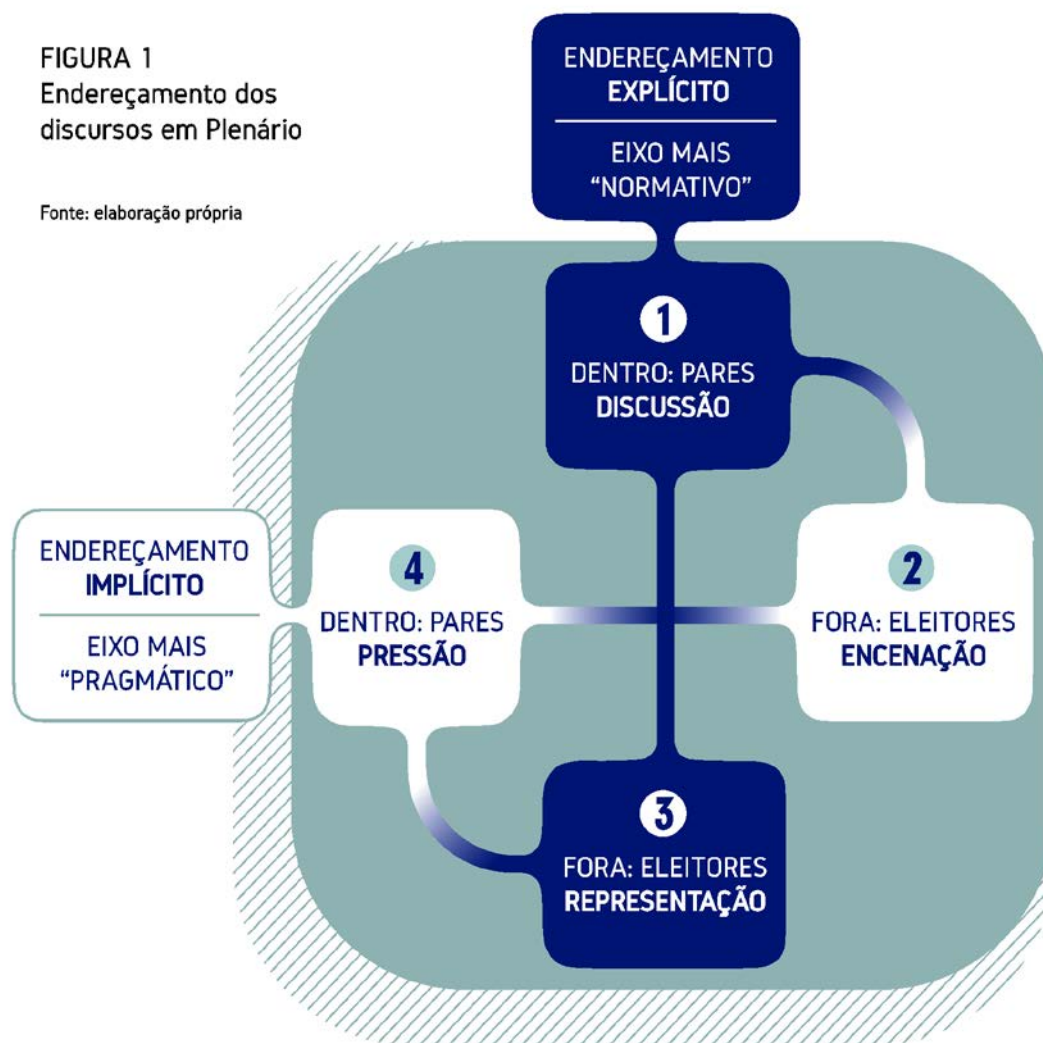 FIGURA 1
Endereçamento dos
discursos em Plenário
Fonte: elaboração própria
ENDEREÇAMENTO
EXPLÍCITO
EIXO MAIS
“NORMATIVO”
1
DENTRO: PARES
DISCUSSÃO
ENDEREÇAMENTO
IMPLÍCITO
EIXO MAIS
“PRAGMÁTICO”
4
DENTRO: PARES
PRESSÃO
2
FORA: ELEITORES
ENCENAÇÃO
3
FORA: ELEITORES
REPRESENTAÇÃO